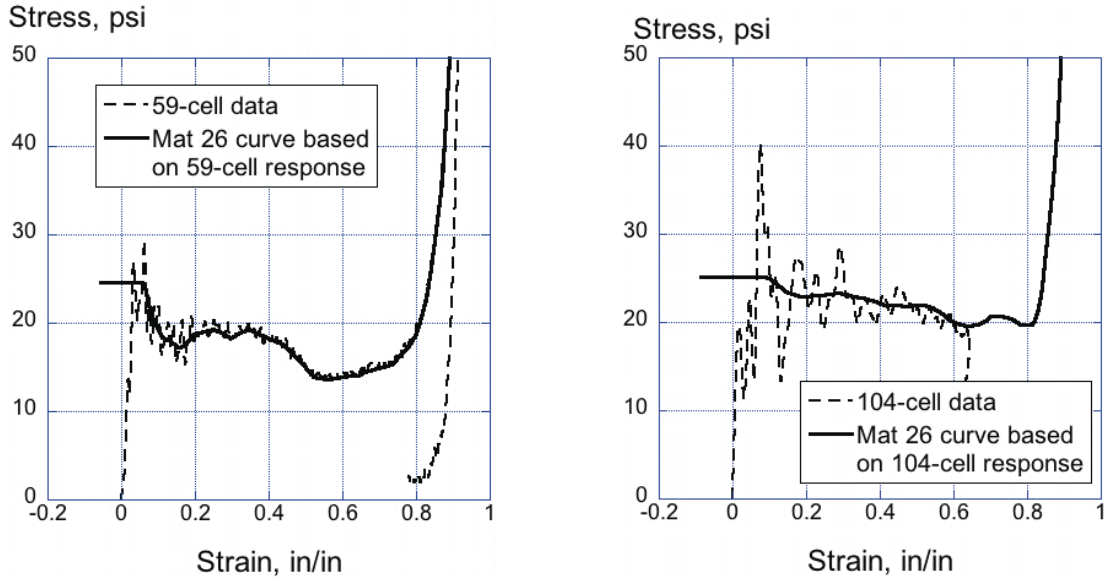 Stress, psi
50
40
30
20
10
0
59-cell data
Mat 26 curve based
on 59-cell response
-0.2 0 0.2 0.4 0.6 0.8 1
Strain, in/in
Stress, psi
50
40
30
20
10
0
104-cell data
Mat 26 curve based
on 104-cell response
-0.2 0 0.2 0.4 0.6 0.8 1
Strain, in/in